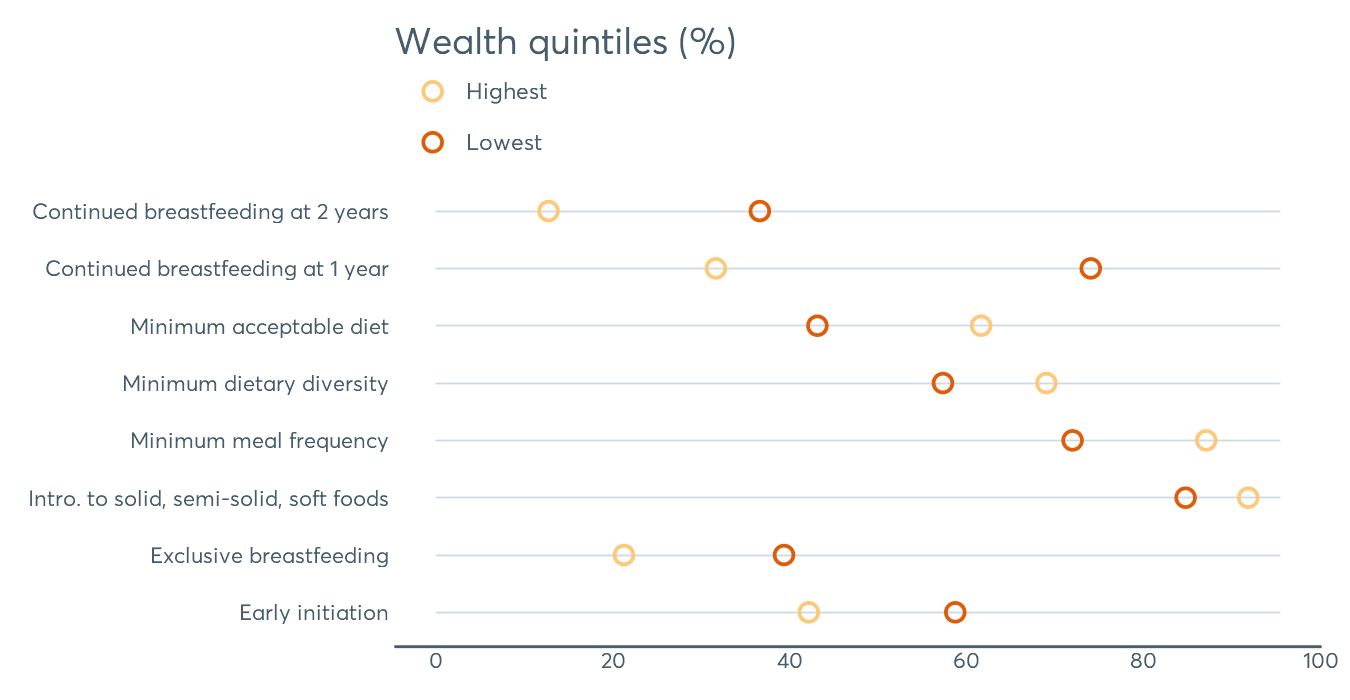 Wealth quintiles (%)
Highest
Lowest
Continued breastfeeding at 2 years
Continued breastfeeding at 1 year
Minimum acceptable diet
Minimum dietary diversity
Minimum meal frequency
Intro. to solid, semi-solid, soft foods
Exclusive breastfeeding
Early initiation
0 20 40 60 80 100